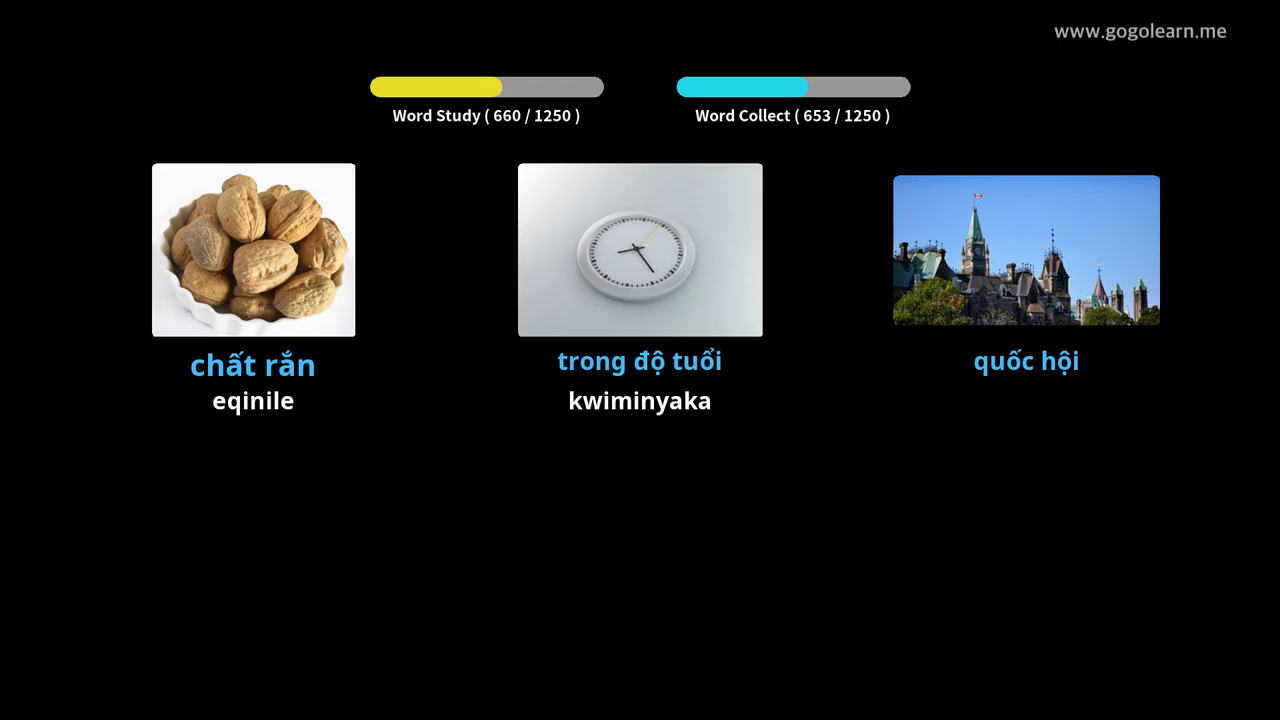 www.gogolearn.me
Word Study ( 660 / 1250 )
Word Collect ( 653 / 1250 )
chất rắn
eqinile
trong độ tuổi
kwiminyaka
quốc hội